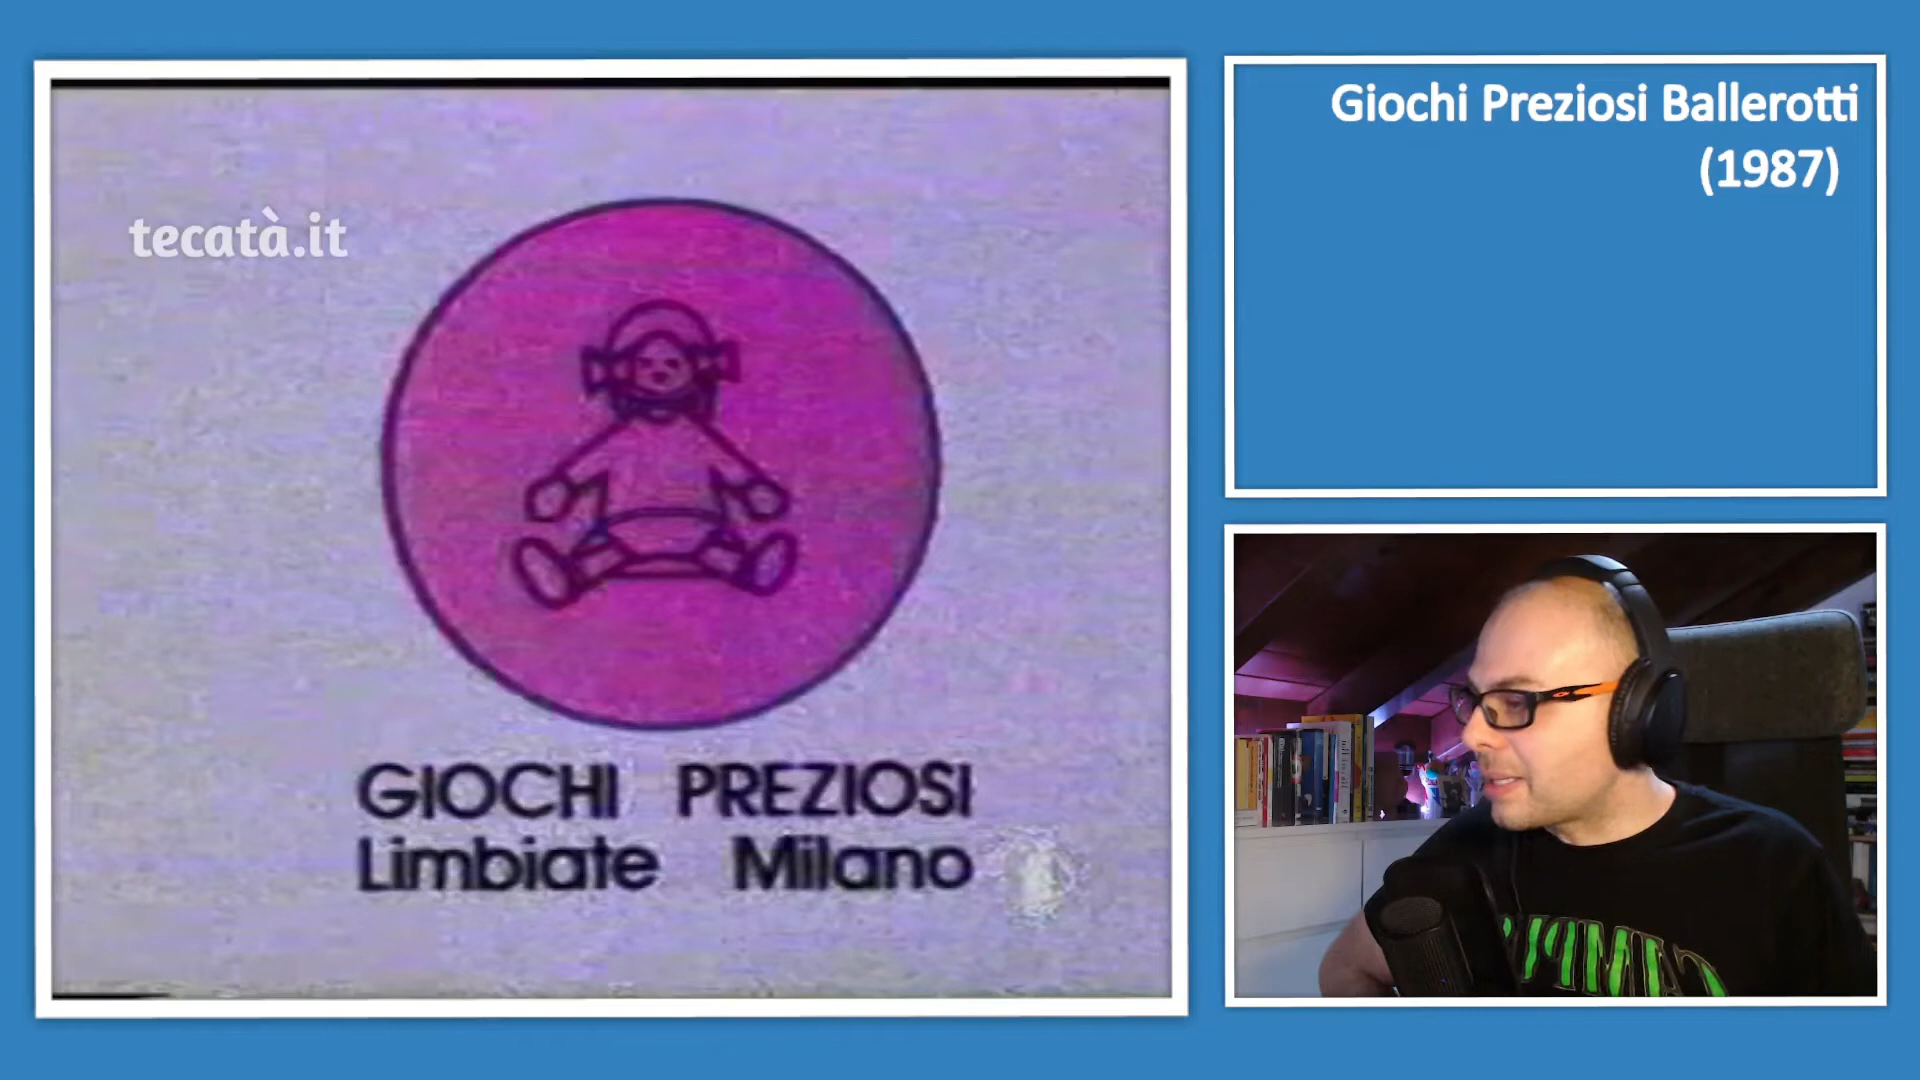 tecatà.it
GIOCHI PREZIOSI
Limbiate Milano
Giochi Preziosi Ballerotti
(1987)